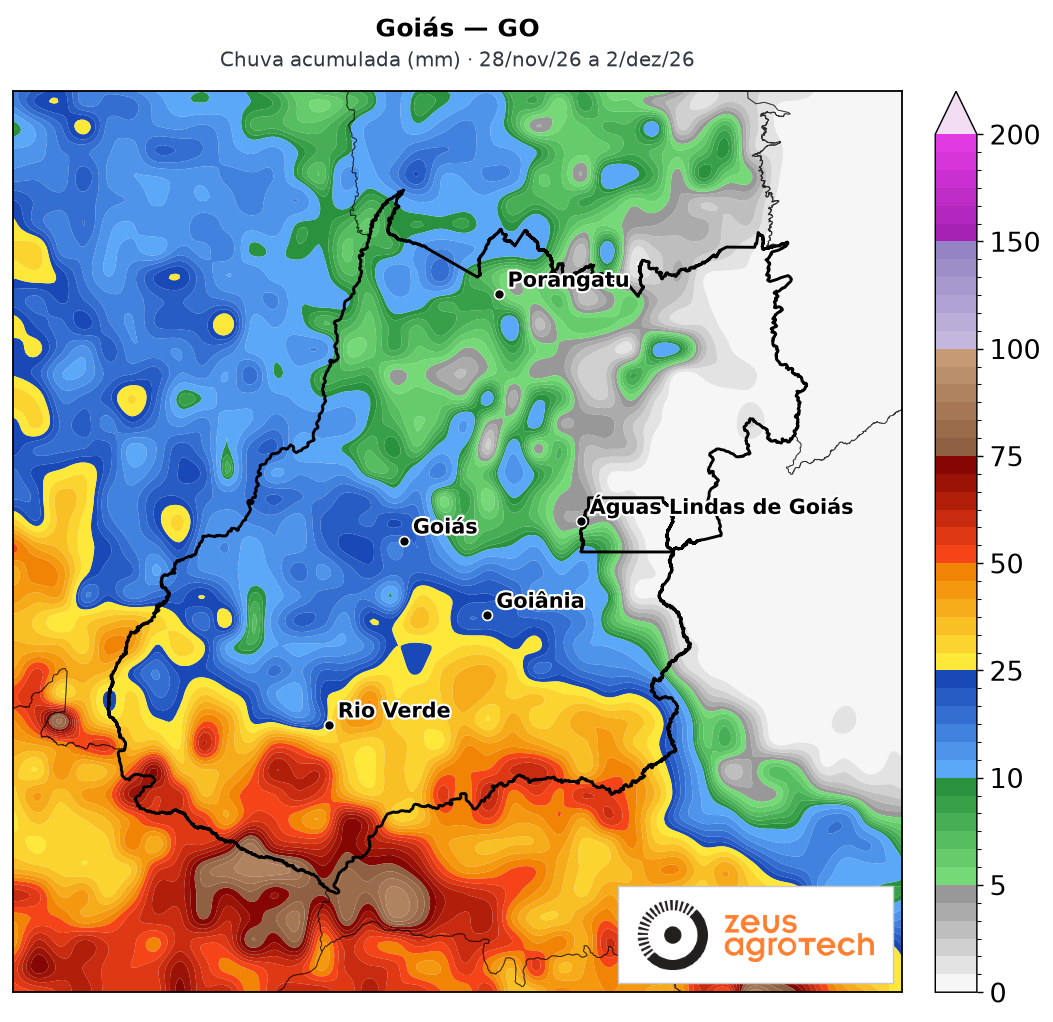 Goiás — GO
Chuva acumulada (mm) · 28/nov/26 a 2/dez/26
200
150
100
75
50
25
10
5
0
Porangatu
Águas Lindas de Goiás
Goiás
Goiânia
Rio Verde
zeus
agrotech